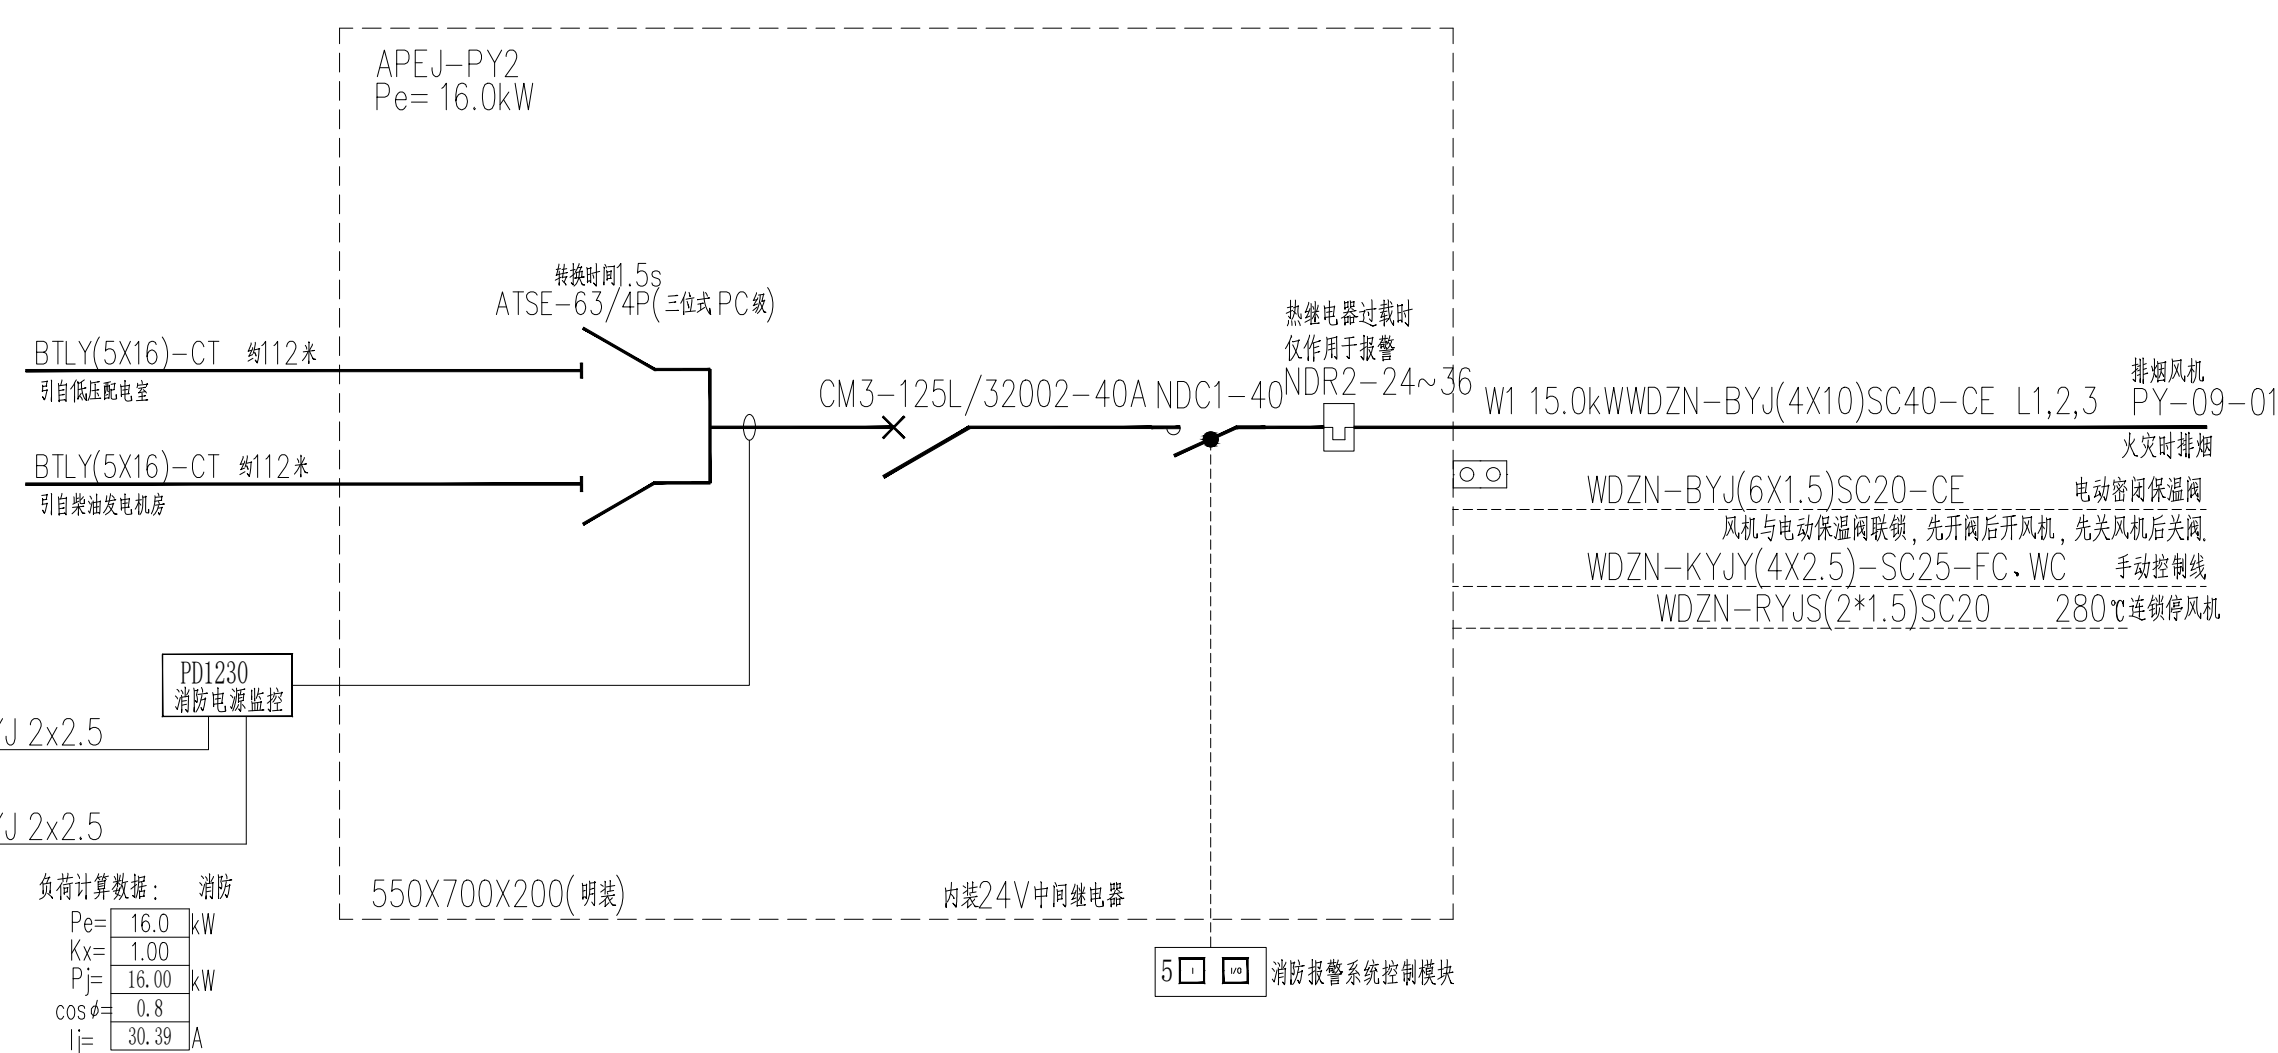 APEJ-PY2
Pe= 16.0kW
转换时间1.5s
ATSE-63/4P(三位式 PC级)
BTLY(5X16)-CT 约112米
引自低压配电室
BTLY(5X16)-CT 约112米
引自柴油发电机房
CM3-125L/32002-40A
NDC1-40
热继电器过载时
仅作用于报警
NDR2-24~36
W1 15.0kWWDZN-BYJ(4X10)SC40-CE L1,2,3
排烟风机
PY-09-01
火灾时排烟
WDZN-BYJ(6X1.5)SC20-CE 电动密闭保温阀
风机与电动保温阀联锁,先开阀后开风机,先关风机后关阀.
WDZN-KYJY(4X2.5)-SC25-FC、WC 手动控制线
WDZN-RYJS(2*1.5)SC20 280℃连锁停风机
PD1230
消防电源监控
YJ 2x2.5
YJ 2x2.5
550X700X200(明装)
内装24V中间继电器
5 I I/O 消防报警系统控制模块
负荷计算数据: 消防
Pe= 16.0 kW
Kx= 1.00
Pj= 16.00 kW
cosφ= 0.8
Ij= 30.39 A